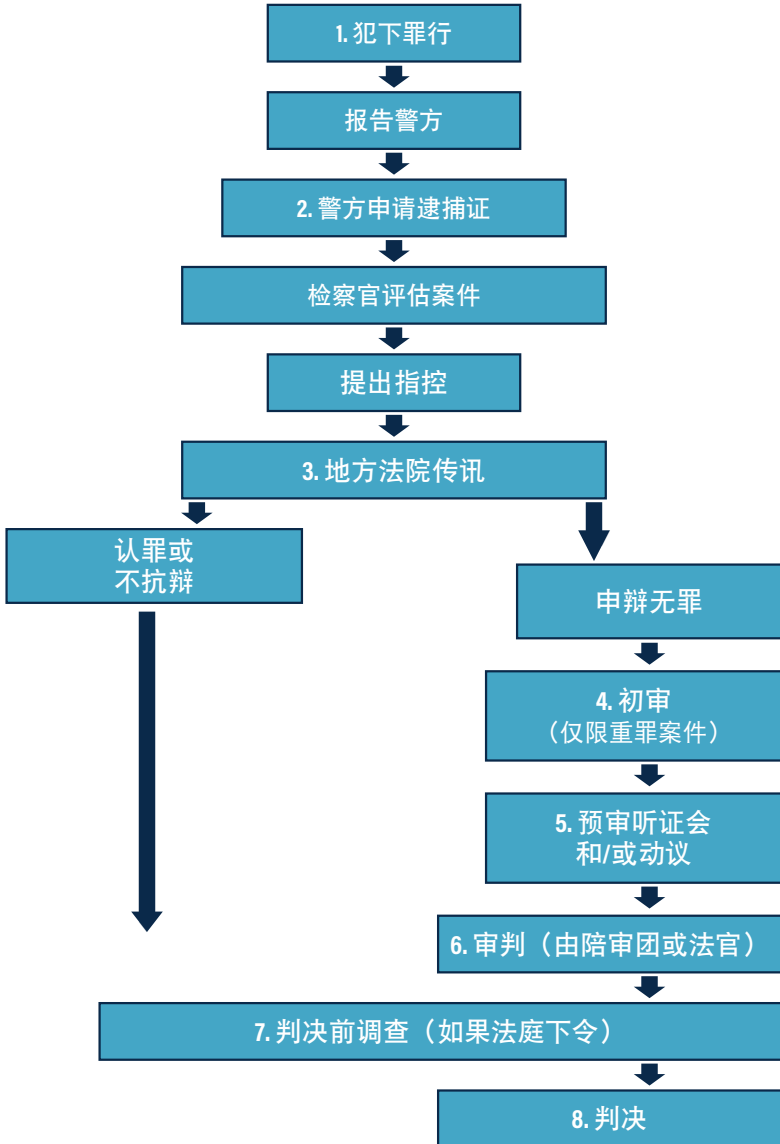 1. 犯下罪行
报告警方
2. 警方申请逮捕证
检察官评估案件
提出指控
3. 地方法院传讯
认罪或
不抗辩
申辩无罪
4. 初审
（仅限重罪案件）
5. 预审听证会
和/或动议
6. 审判（由陪审团或法官）
7. 判决前调查（如果法庭下令）
8. 判决